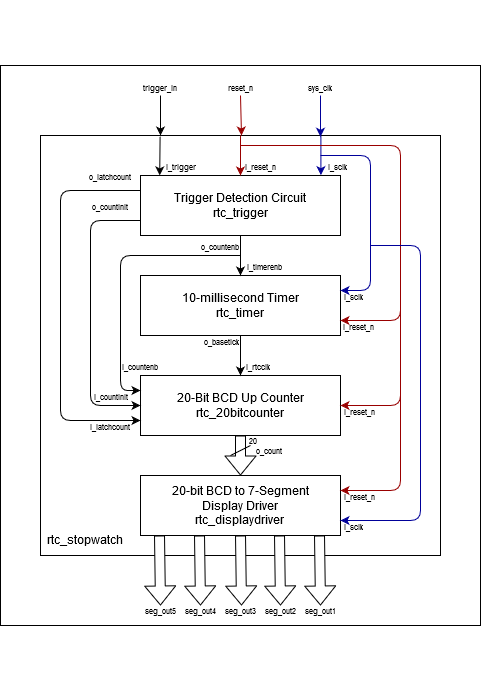 trigger_in
reset_n
sys_clk
i_trigger
i_reset_n
i_sclk
o_latchcount
Trigger Detection Circuit
rtc_trigger
o_countinit
o_countenb
i_timerenb
10-millisecond Timer
rtc_timer
i_sclk
i_reset_n
o_basetick
i_countenb
i_rtcclk
20-Bit BCD Up Counter
rtc_20bitcounter
i_countinit
i_reset_n
i_latchcount
20
o_count
20-bit BCD to 7-Segment
Display Driver
rtc_displaydriver
i_reset_n
i_sclk
rtc_stopwatch
seg_out5
seg_out4
seg_out3
seg_out2
seg_out1